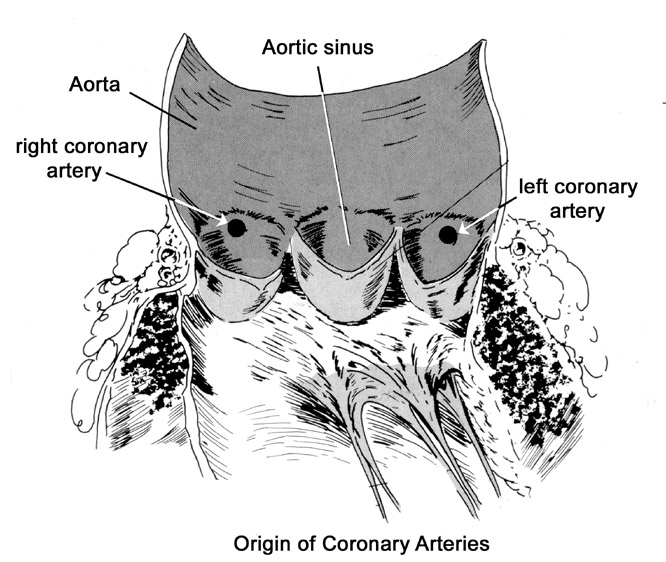 Aortic sinus
Aorta
right coronary
artery
left coronary
artery
Origin of Coronary Arteries